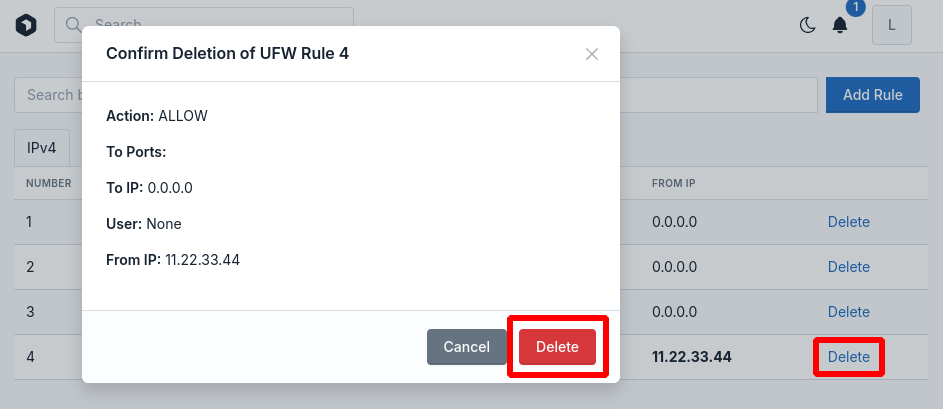 Search
1
L
Confirm Deletion of UFW Rule 4
Search b
Add Rule
Action: ALLOW
To Ports:
To IP: 0.0.0.0
User: None
From IP: 11.22.33.44
Cancel
Delete
IPv4
NUMBER FROM IP
1 0.0.0.0 Delete
2 0.0.0.0 Delete
3 0.0.0.0 Delete
4 11.22.33.44 Delete